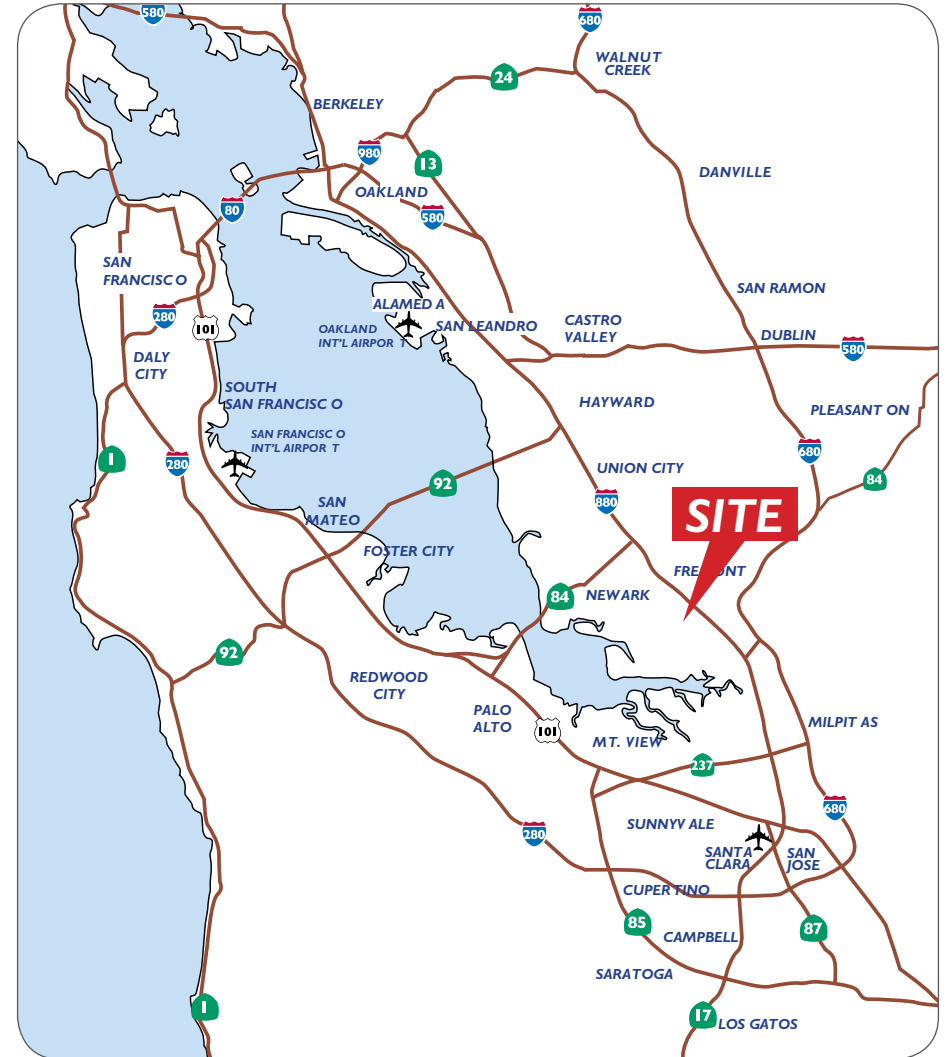 580
680
WALNUT
CREEK
24
BERKELEY
980
13
DANVILLE
OAKLAND
580
80
SAN
FRANCISC O
SAN RAMON
ALAMED A
280
101
OAKLAND
INT'L AIRPOR T
SAN LEANDRO
CASTRO
VALLEY
DUBLIN
580
DALY
CITY
SOUTH
SAN FRANCISC O
HAYWARD
PLEASANT ON
SAN FRANCISC O
INT'L AIRPOR T
680
1
280
UNION CITY
84
92
880
SITE
SAN
MATEO
FOSTER CITY
FREMONT
84
NEWARK
92
REDWOOD
CITY
PALO
ALTO
101
MILPIT AS
MT. VIEW
237
680
SUNNYV ALE
280
SANTA
CLARA
SAN
JOSE
CUPERTINO
85
87
CAMPBELL
SARATOGA
1
17
LOS GATOS